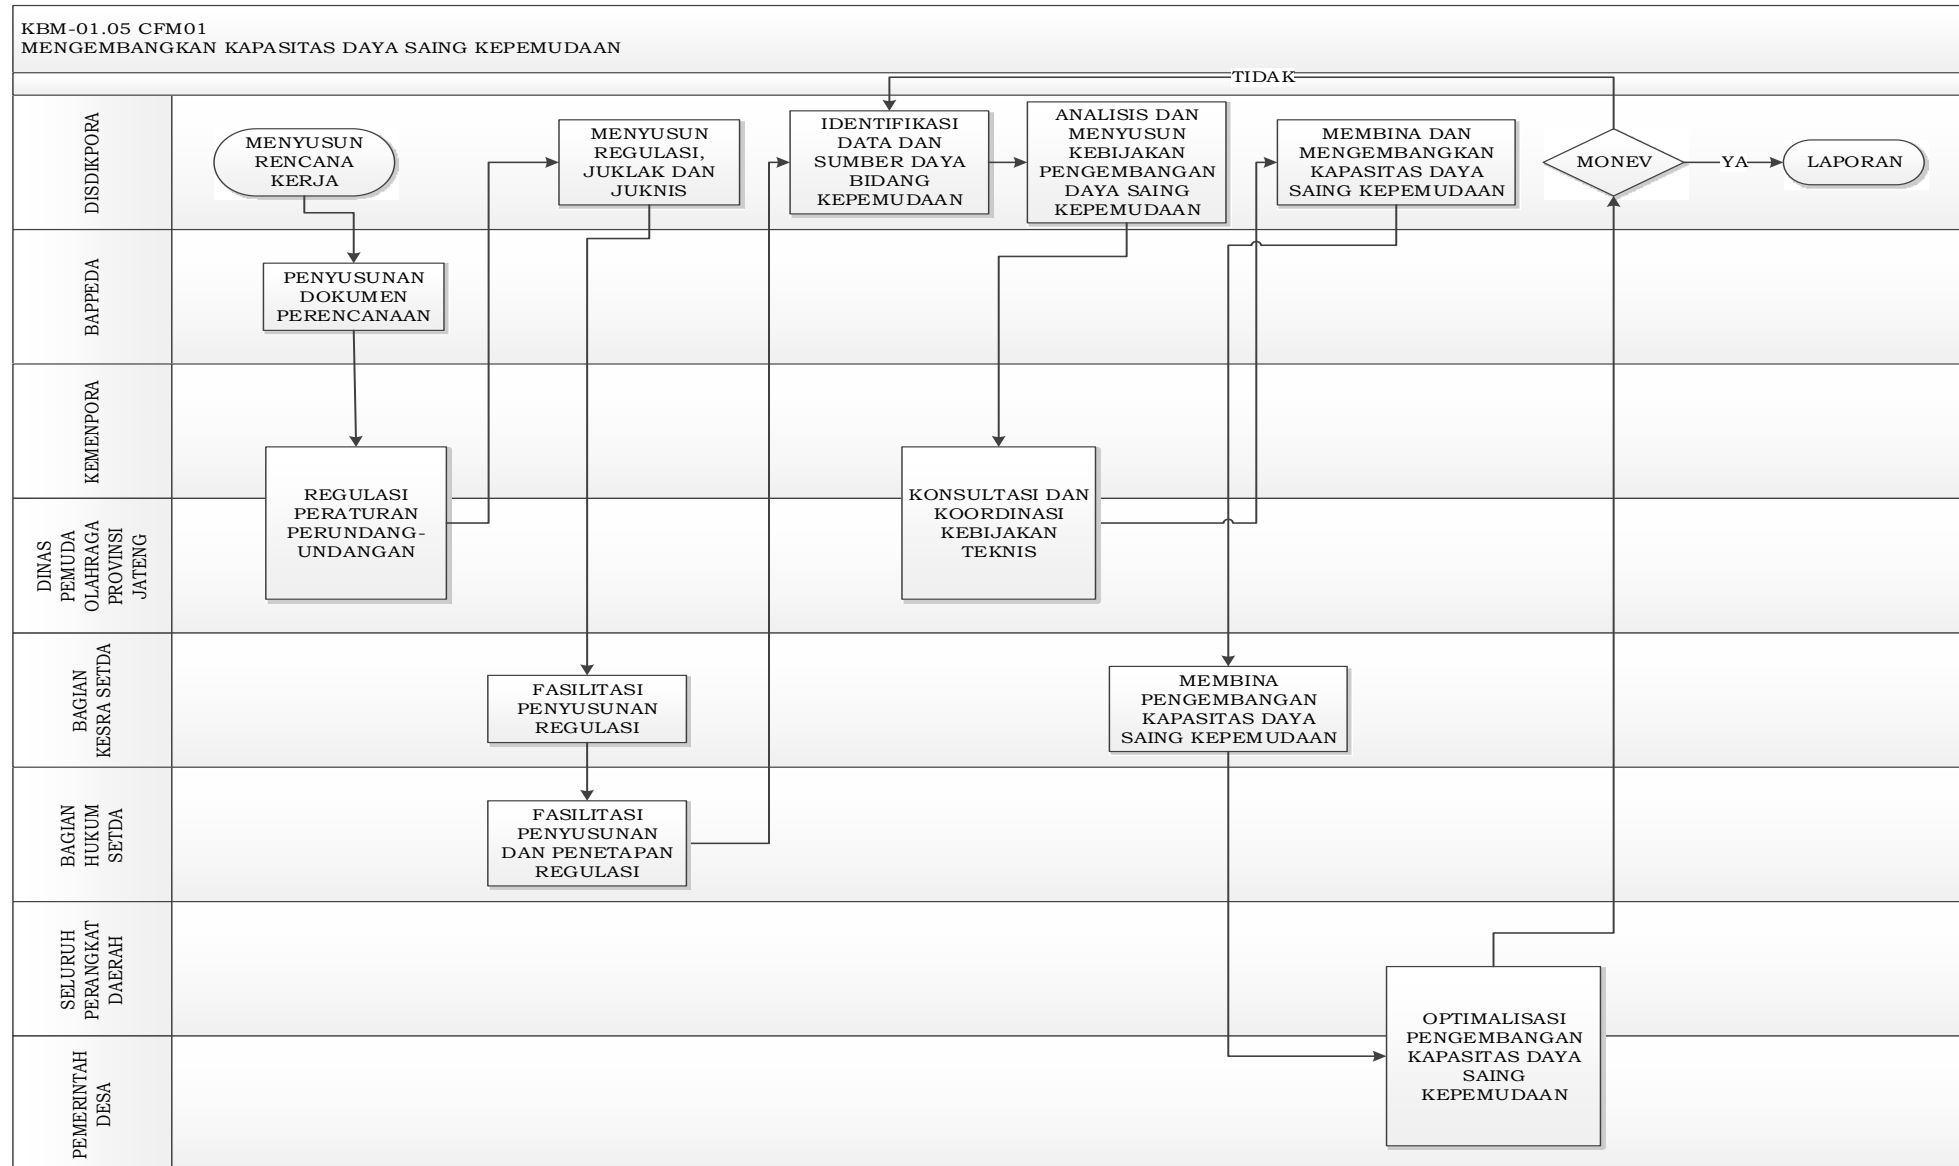 KBM-01.05 CFM01
MENGEMBANGKAN KAPASITAS DAYA SAING KEPEMUDAAN
TIDAK
DISDIKPORA
MENYUSUN
RENCANA
KERJA
MENYUSUN
REGULASI,
JUKLAK DAN
JUKNIS
IDENTIFIKASI
DATA DAN
SUMBER DAYA
BIDANG
KEPEMUDAAN
ANALISIS DAN
MENYUSUN
KEBIJAKAN
PENGEMBANGAN
DAYA SAING
KEPEMUDAAN
MEMBINA DAN
MENGEMBANGKAN
KAPASITAS DAYA
SAING KEPEMUDAAN
MONEV
YA
LAPORAN
BAPPEDA
PENYUSUNAN
DOKUMEN
PERENCANAAN
KEMENPORA
DINAS
PEMUDA
OLAHRAGA
PROVINSI
JATENG
REGULASI
PERATURAN
PERUNDANG-
UNDANGAN
KONSULTASI DAN
KOORDINASI
KEBIJAKAN
TEKNIS
BAGIAN
KESRA SETDA
FASILITASI
PENYUSUNAN
REGULASI
MEMBINA
PENGEMBANGAN
KAPASITAS DAYA
SAING KEPEMUDAAN
BAGIAN
HUKUM
SETDA
FASILITASI
PENYUSUNAN
DAN PENETAPAN
REGULASI
SELURUH
PERANGKAT
DAERAH
PEMERINTAH
DESA
OPTIMALISASI
PENGEMBANGAN
KAPASITAS DAYA
SAING
KEPEMUDAAN